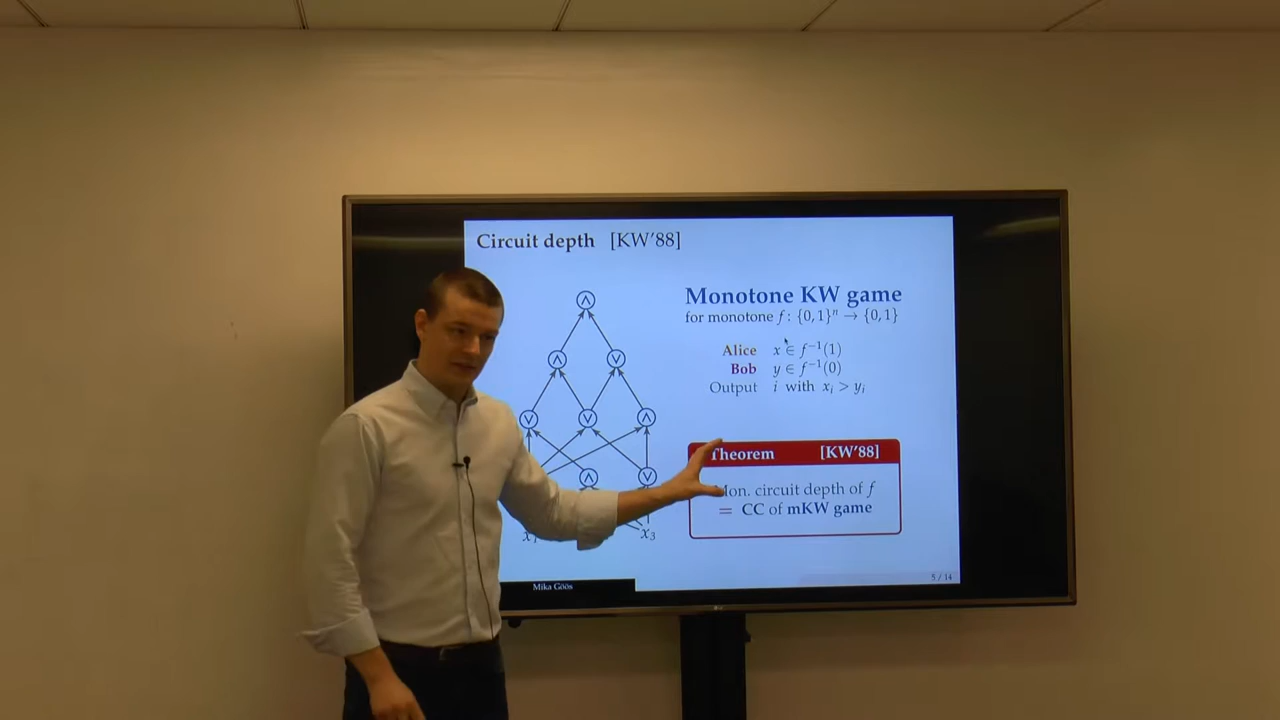 Circuit depth [KW'88]
Monotone KW game
for monotone f : {0, 1}ⁿ → {0, 1}
Alice x ∈ f⁻¹(1)
Bob y ∈ f⁻¹(0)
Output i with xᵢ > yᵢ
∧
∧ ∨
∨ ∨ ∧
∧ ∨
x₃
Theorem [KW'88]
Mon. circuit depth of f
= CC of mKW game
Mika Göös
5 / 14